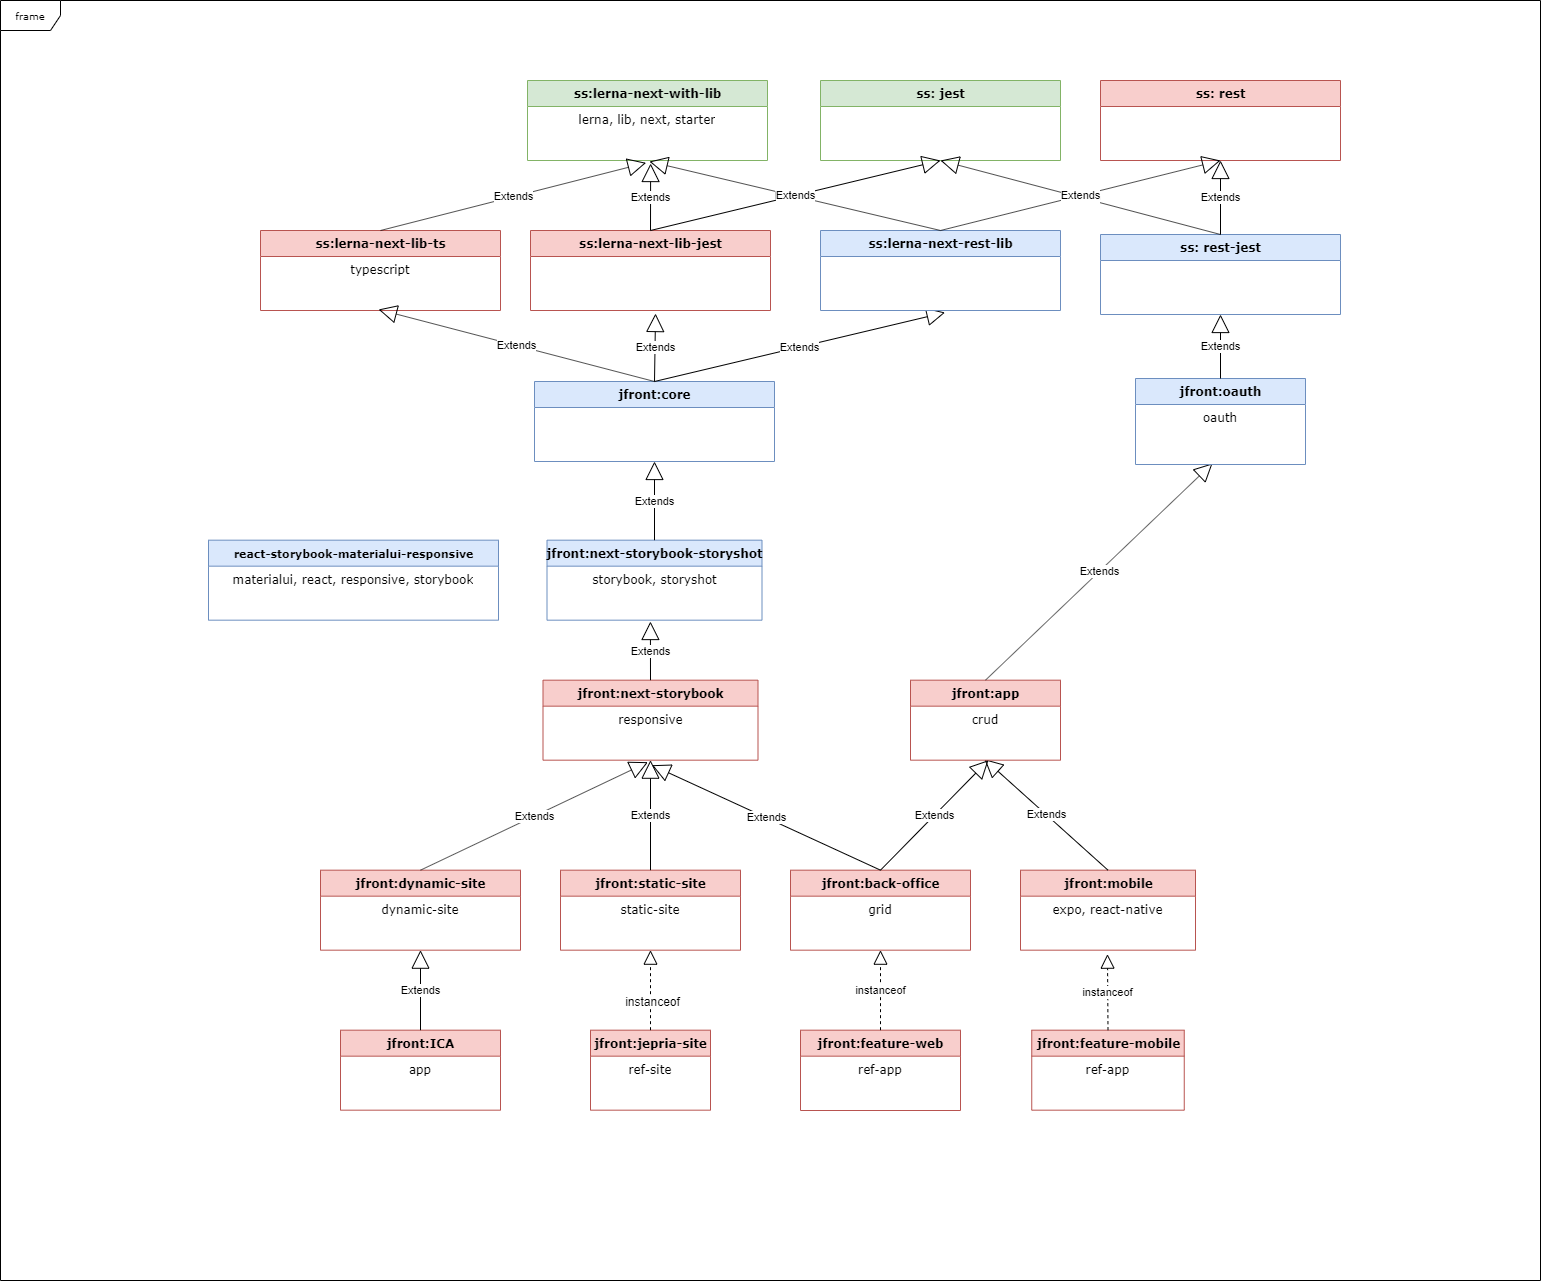 frame
ss:lerna-next-with-lib
lerna, lib, next, starter
ss: jest
ss: rest
Extends
Extends
Extends
Extends
Extends
ss:lerna-next-lib-ts
typescript
ss:lerna-next-lib-jest
ss:lerna-next-rest-lib
ss: rest-jest
Extends
Extends
Extends
Extends
jfront:core
jfront:oauth
oauth
Extends
react-storybook-materialui-responsive
materialui, react, responsive, storybook
jfront:next-storybook-storyshot
storybook, storyshot
Extends
Extends
jfront:next-storybook
responsive
jfront:app
crud
Extends
Extends
Extends
Extends
Extends
jfront:dynamic-site
dynamic-site
jfront:static-site
static-site
jfront:back-office
grid
jfront:mobile
expo, react-native
Extends
instanceof
instanceof
instanceof
jfront:ICA
app
jfront:jepria-site
ref-site
jfront:feature-web
ref-app
jfront:feature-mobile
ref-app